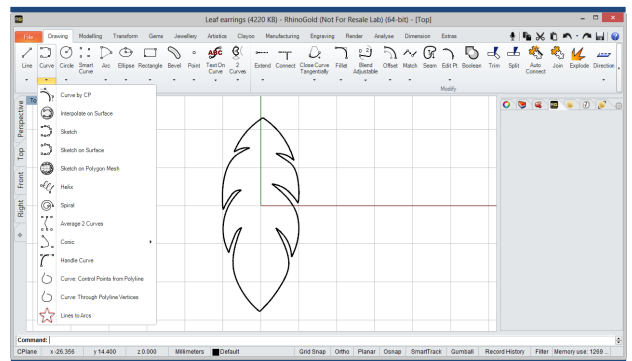 Leaf earrings (4220 KB) - RhinoGold (Not For Resale Lab) (64-bit) - [Top]
File Drawing Modelling Transform Gems Jewellery Artistics Clayoo Manufacturing Engraving Render Analyse Dimension Extras
Line Curve Circle Smart Curve Arc Ellipse Rectangle Bevel Point Text On Curve 2 Curves Extend Connect Close Curve Tangentially Fillet Blend Adjustable Offset Match Seam Edit Pt Boolean Trim Split Auto Connect Join Explode Direction
Modify
Curve by CP
Interpolate on Surface
Sketch
Sketch on Surface
Sketch on Polygon Mesh
Helix
Spiral
Average 2 Curves
Conic
Handle Curve
Curve: Control Points from Polyline
Curve: Through Polyline Vertices
Lines to Arcs
Perspective
Top
Front
Right
Command:
CPlane x -26.356 y 14.400 z 0.000 Millimeters Default Grid Snap Ortho Planar Osnap SmartTrack Gumball Record History Filter Memory use: 1269 ...